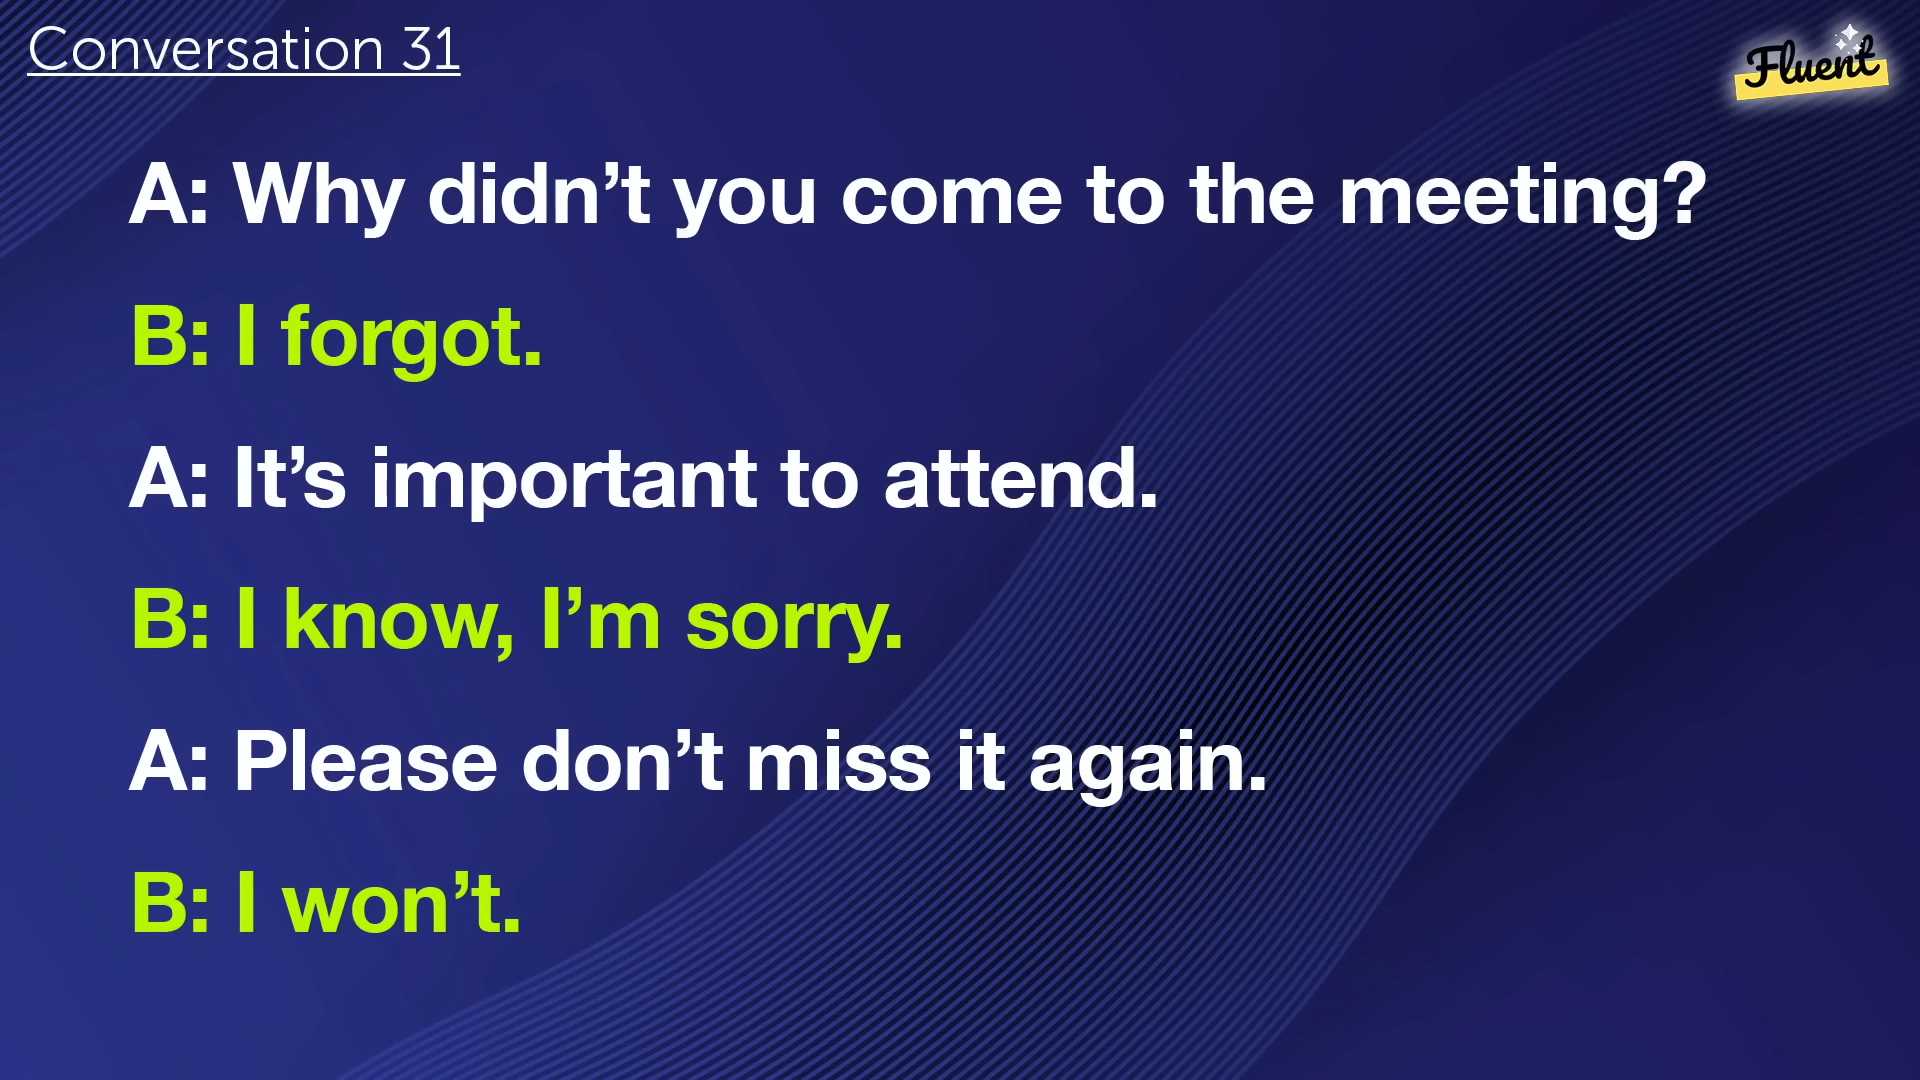 Conversation 31
Fluent
A: Why didn’t you come to the meeting?
B: I forgot.
A: It’s important to attend.
B: I know, I’m sorry.
A: Please don’t miss it again.
B: I won’t.